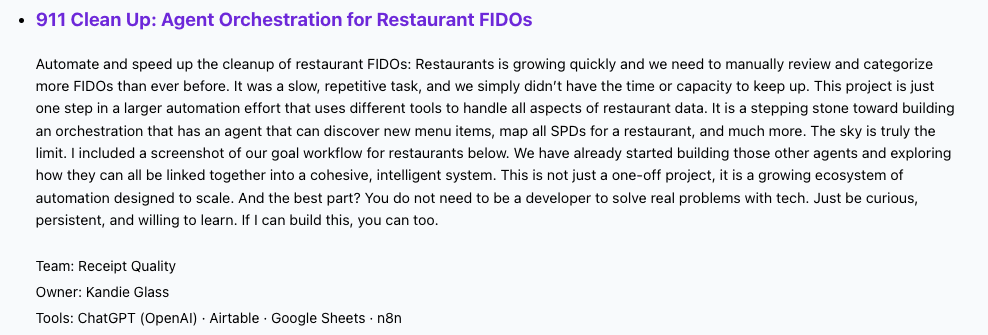 911 Clean Up: Agent Orchestration for Restaurant FIDOs
Automate and speed up the cleanup of restaurant FIDOs: Restaurants is growing quickly and we need to manually review and categorize
more FIDOs than ever before. It was a slow, repetitive task, and we simply didn’t have the time or capacity to keep up. This project is just
one step in a larger automation effort that uses different tools to handle all aspects of restaurant data. It is a stepping stone toward building
an orchestration that has an agent that can discover new menu items, map all SPDs for a restaurant, and much more. The sky is truly the
limit. I included a screenshot of our goal workflow for restaurants below. We have already started building those other agents and exploring
how they can all be linked together into a cohesive, intelligent system. This is not just a one-off project, it is a growing ecosystem of
automation designed to scale. And the best part? You do not need to be a developer to solve real problems with tech. Just be curious,
persistent, and willing to learn. If I can build this, you can too.
Team: Receipt Quality
Owner: Kandie Glass
Tools: ChatGPT (OpenAI) · Airtable · Google Sheets · n8n